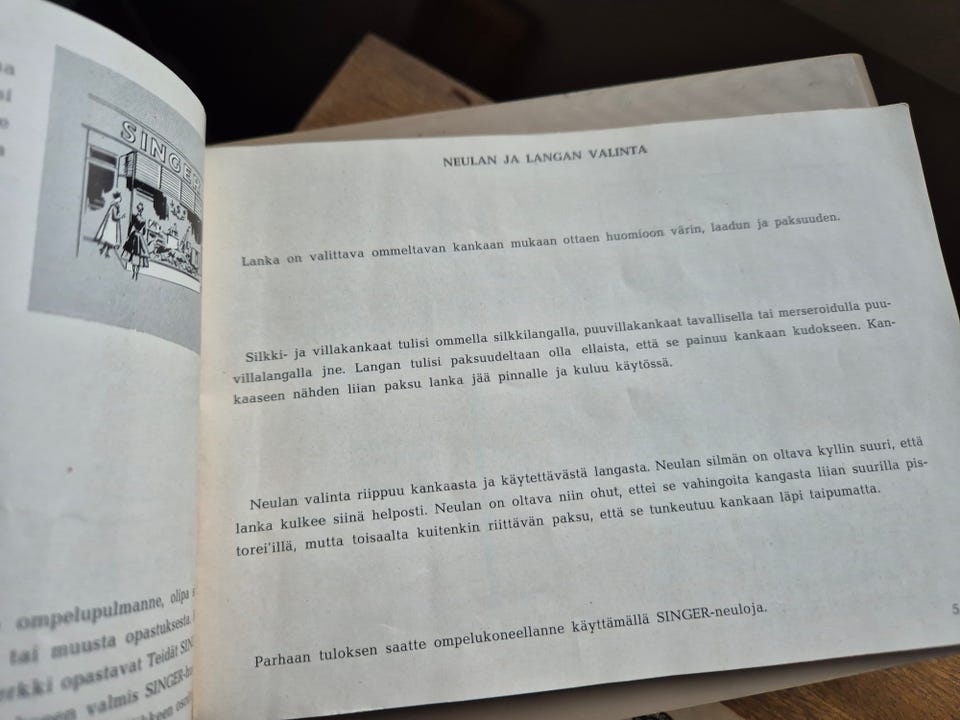 SINGER
ompelupulmanne, olipa
tai muusta opastuksesta.
opastavat Teidät
valmis SINGER-
NEULAN JA LANGAN VALINTA
Lanka on valittava ommeltavan kankaan mukaan ottaen huomioon värin, laadun ja paksuuden.
Silkki- ja villakankaat tulisi ommella silkkilangalla, puuvillakankaat tavallisella tai merseroidulla puu-
villalangalla jne. Langan tulisi paksuudeltaan olla ellaista, että se painuu kankaan kudokseen. Kan-
kaaseen nähden liian paksu lanka jää pinnalle ja kuluu käytössä.
Neulan valinta riippuu kankaasta ja käytettävästä langasta. Neulan silmän on oltava kyllin suuri, että
lanka kulkee siinä helposti. Neulan on oltava niin ohut, ettei se vahingoita kangasta liian suurilla pis-
torei'illä, mutta toisaalta kuitenkin riittävän paksu, että se tunkeutuu kankaan läpi taipumatta.
Parhaan tuloksen saatte ompelukoneellanne käyttämällä SINGER-neuloja.
5